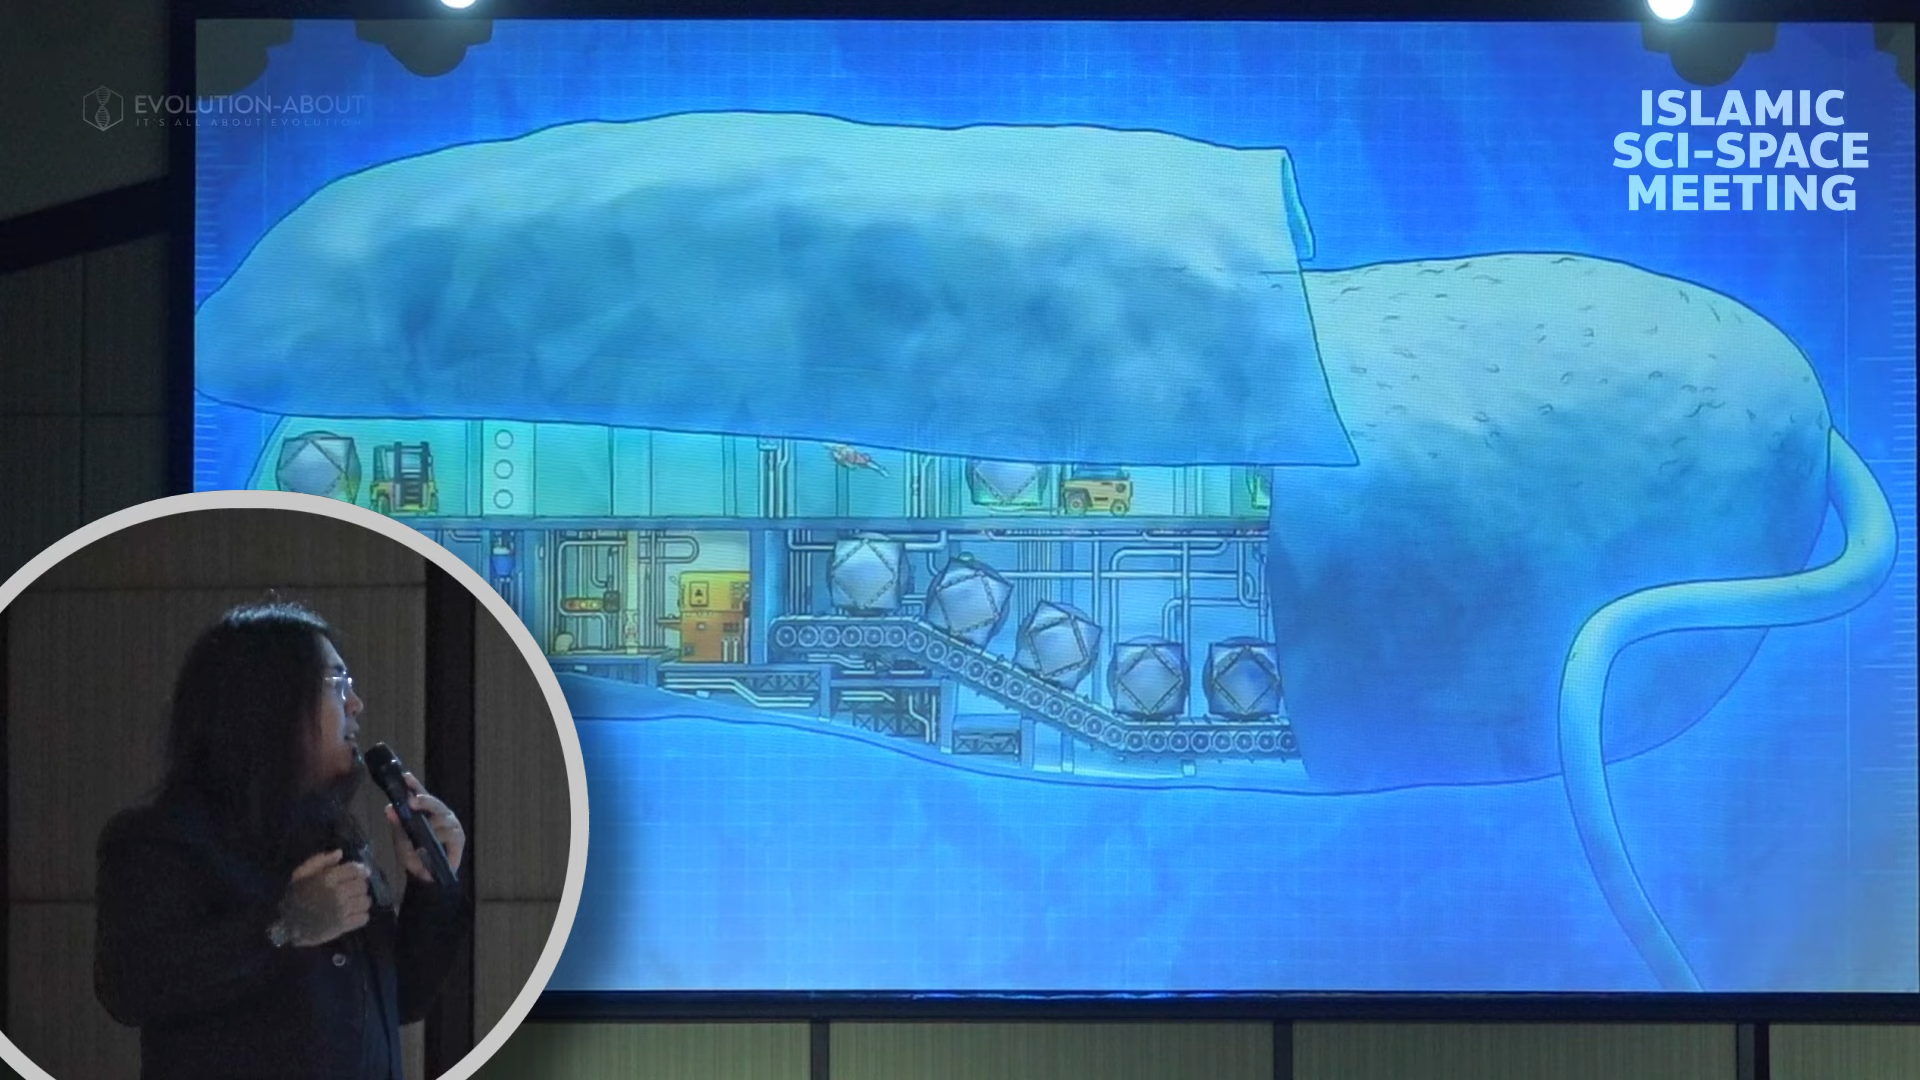 EVOLUTION-ABOUT
IT'S ALL ABOUT EVOLUTION
ISLAMIC
SCI-SPACE
MEETING